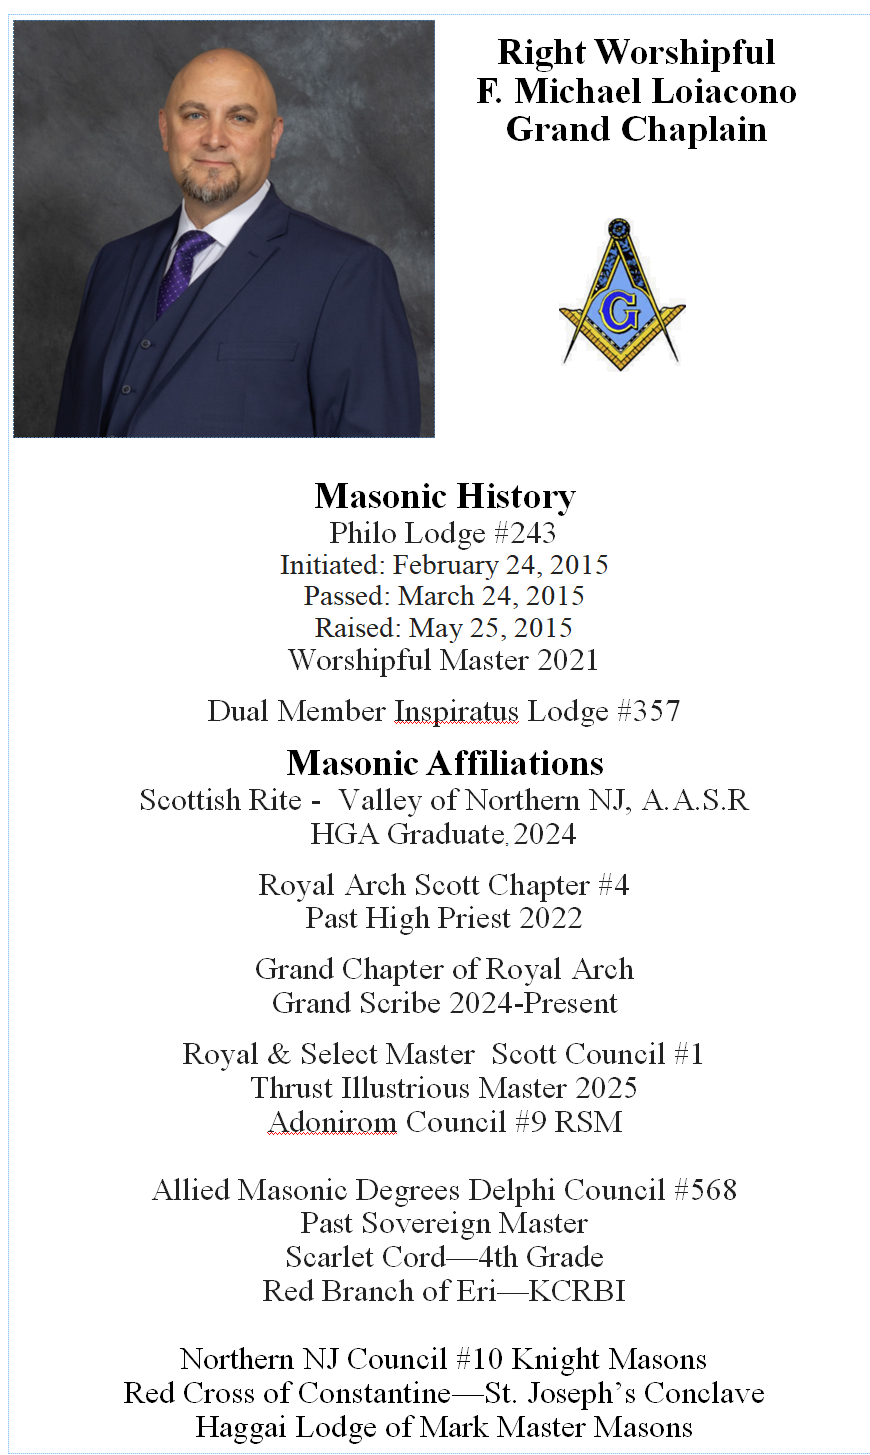 Right Worshipful
F. Michael Loiacono
Grand Chaplain
G
Masonic History
Philo Lodge #243
Initiated: February 24, 2015
Passed: March 24, 2015
Raised: May 25, 2015
Worshipful Master 2021
Dual Member Inspiratus Lodge #357
Masonic Affiliations
Scottish Rite -  Valley of Northern NJ, A.A.S.R
HGA Graduate, 2024
Royal Arch Scott Chapter #4
Past High Priest 2022
Grand Chapter of Royal Arch
Grand Scribe 2024-Present
Royal & Select Master  Scott Council #1
Thrust Illustrious Master 2025
Adonirom Council #9 RSM
Allied Masonic Degrees Delphi Council #568
Past Sovereign Master
Scarlet Cord—4th Grade
Red Branch of Eri—KCRBI
Northern NJ Council #10 Knight Masons
Red Cross of Constantine—St. Joseph’s Conclave
Haggai Lodge of Mark Master Masons